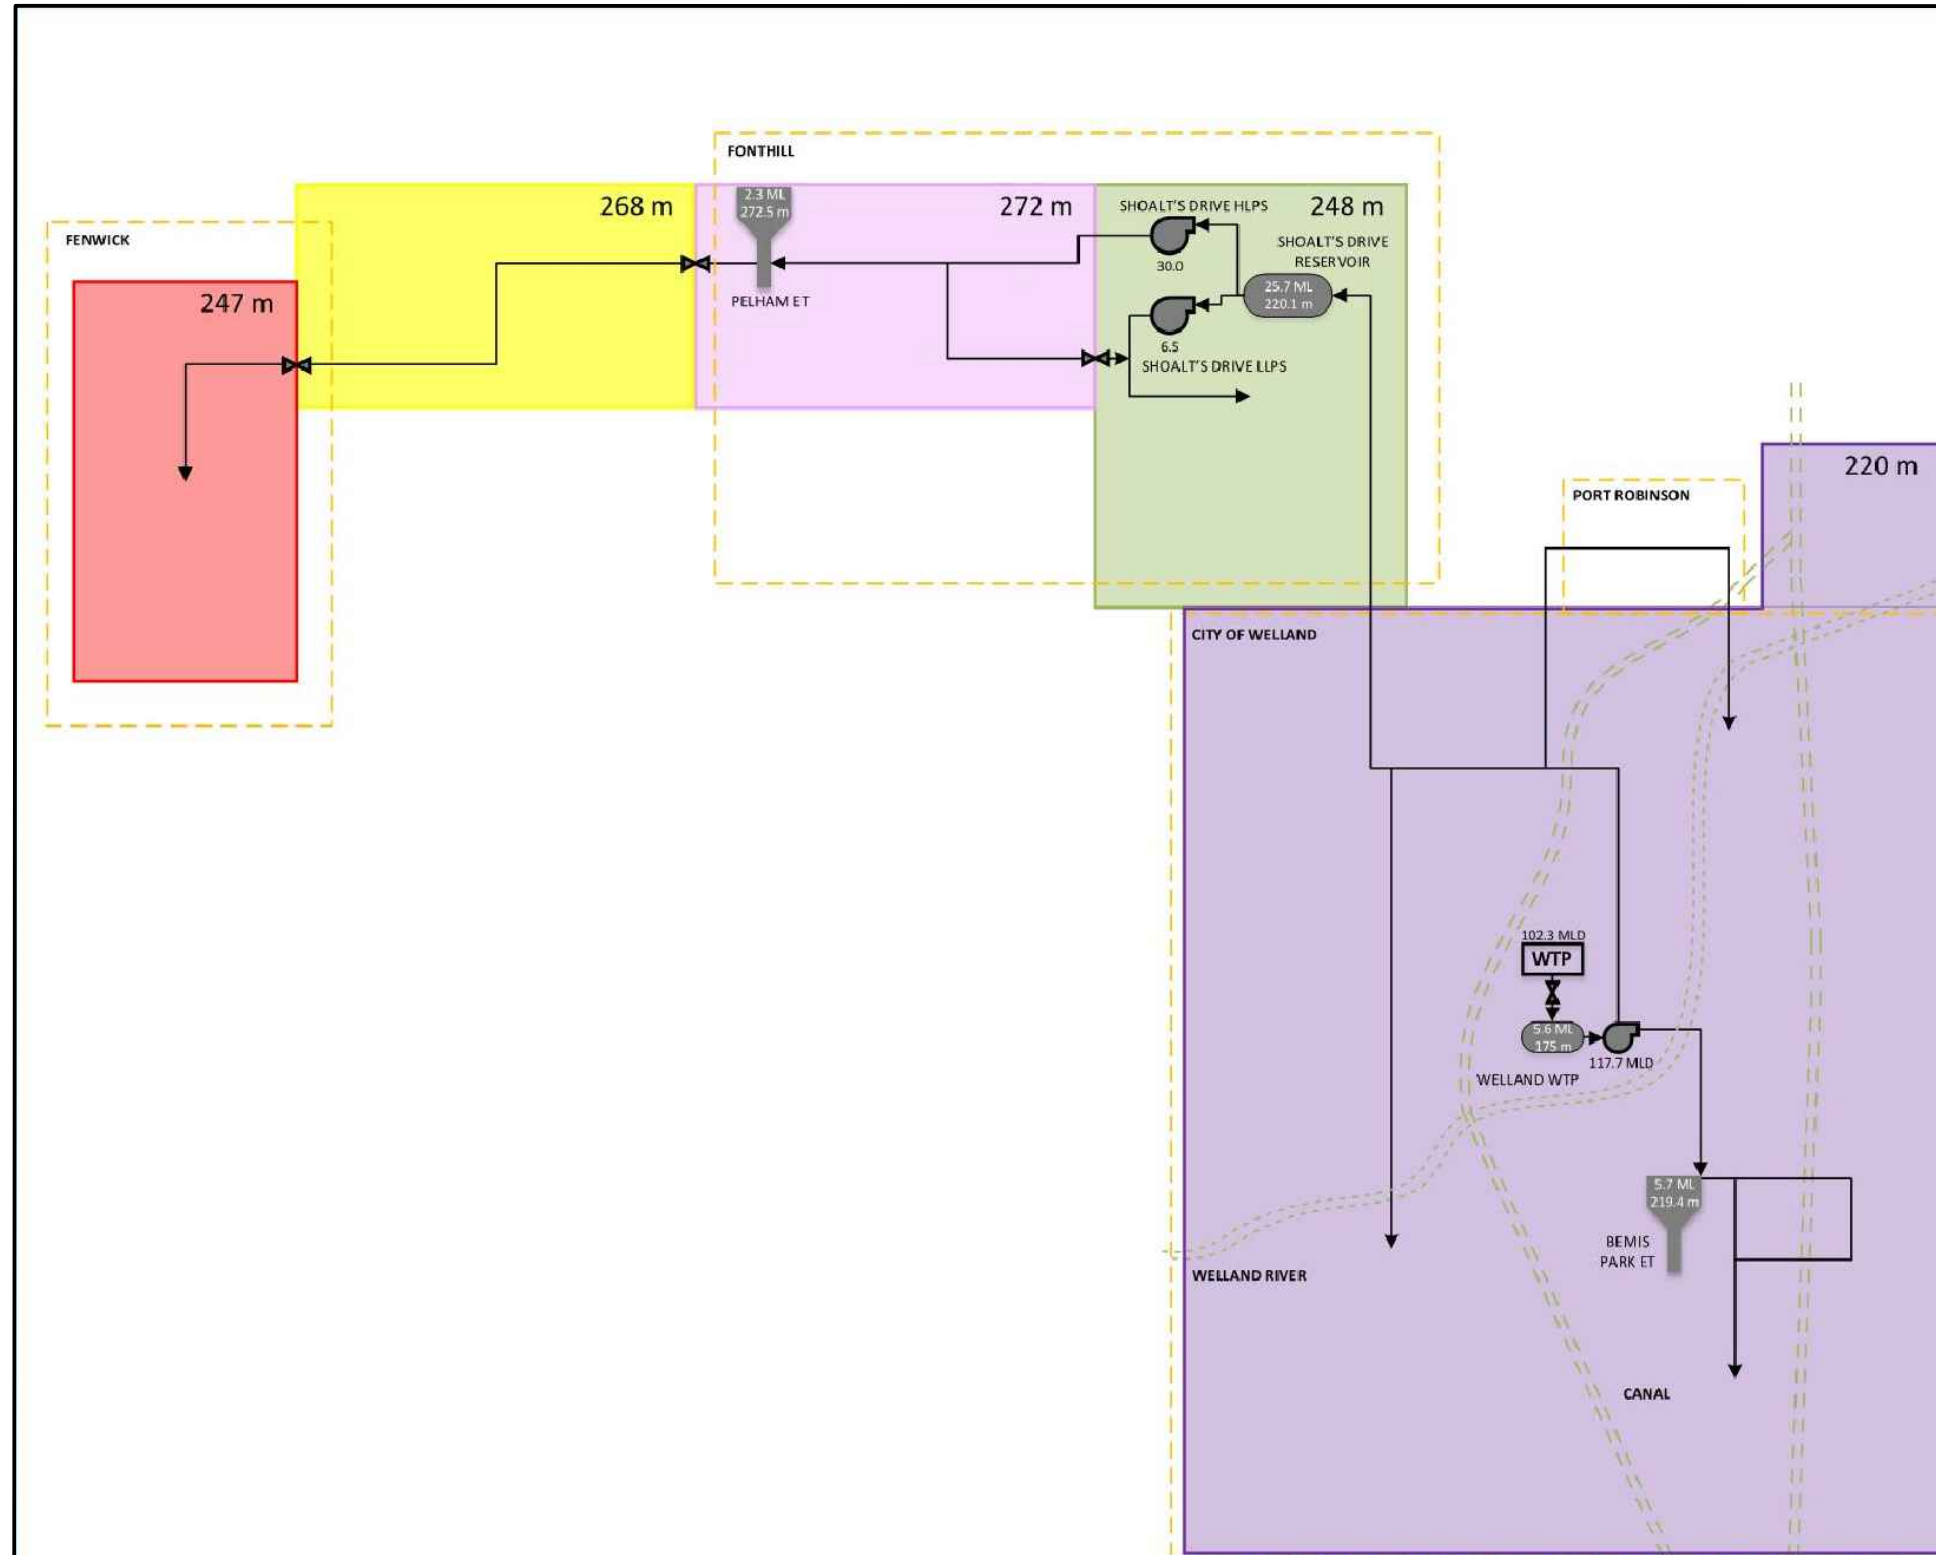 FONTHILL
268 m
2.3 ML
272.5 m
272 m
SHOALT'S DRIVE HLPS
248 m
FENWICK
SHOALT'S DRIVE
RESERVOIR
30.0
25.7 ML
220.1 m
247 m
PELHAM ET
6.5
SHOALT'S DRIVE LLPS
220 m
PORT ROBINSON
CITY OF WELLAND
102.3 MLD
WTP
5.6 ML
175 m
117.7 MLD
WELLAND WTP
5.7 ML
219.4 m
BEMIS
PARK ET
WELLAND RIVER
CANAL